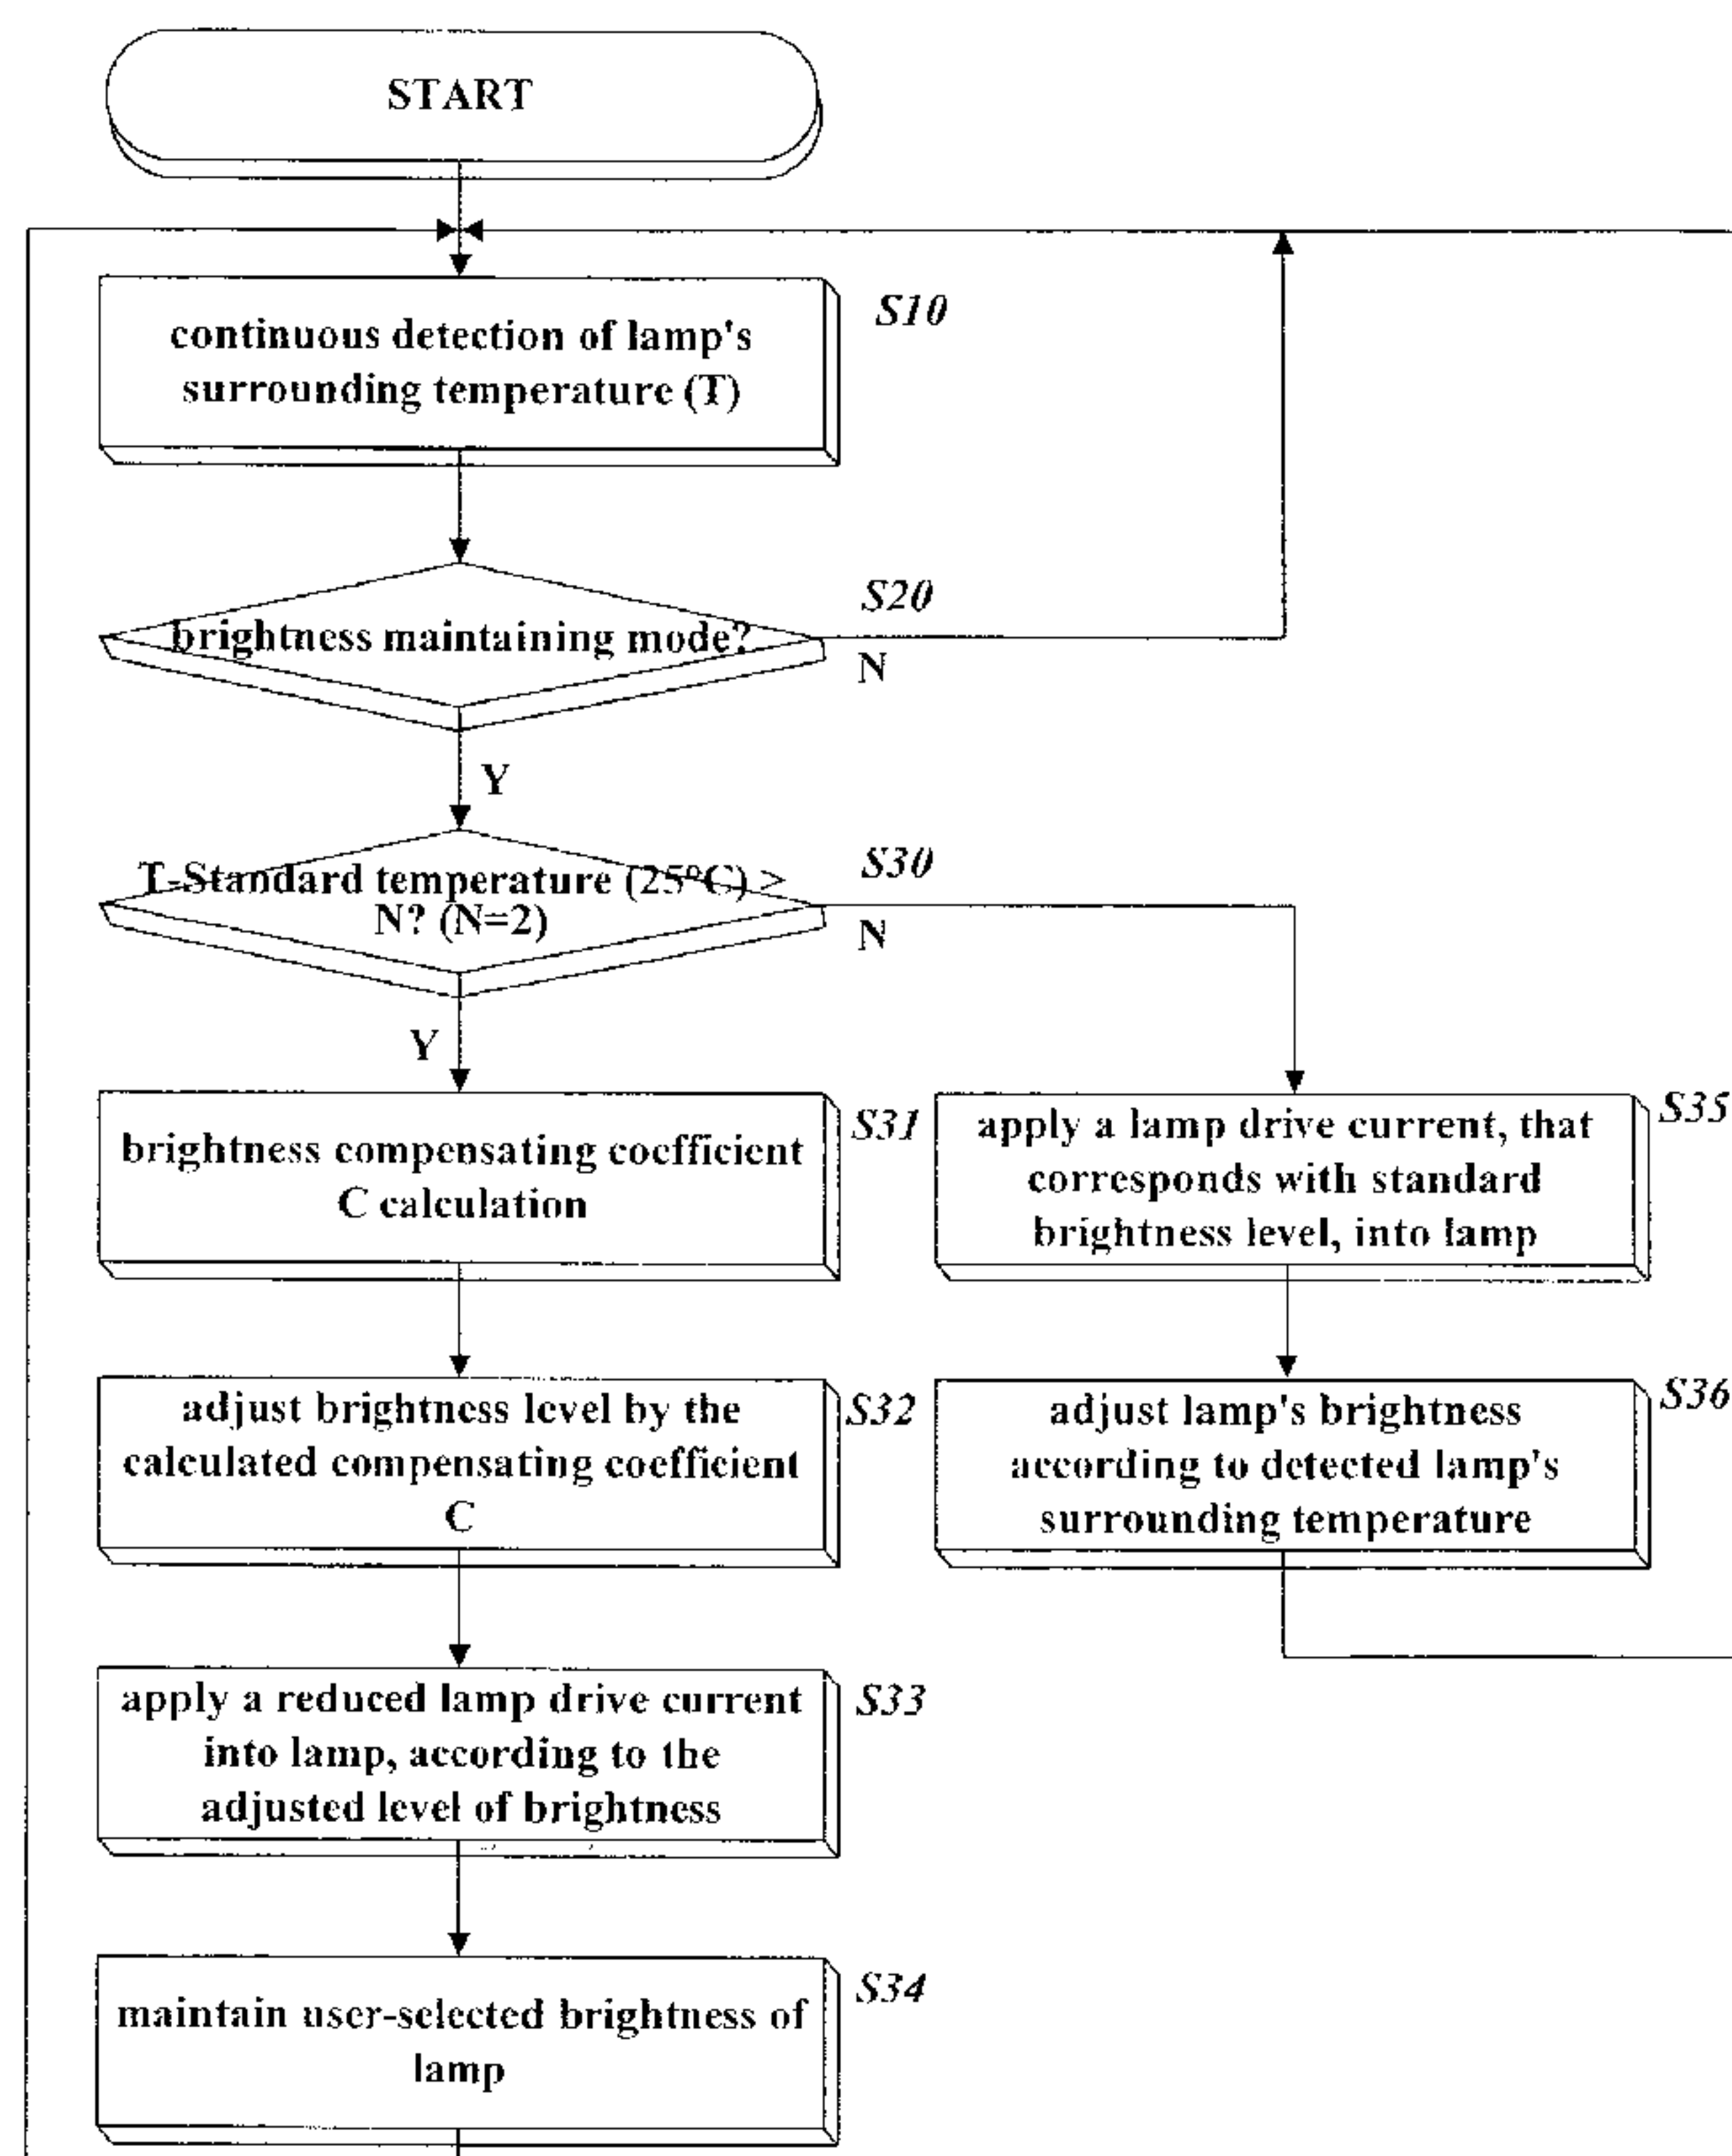 START
S10
continuous detection of lamp's
surrounding temperature (T)
S20
brightness maintaining mode?
N
Y
T-Standard temperature (25°C) >
N? (N=2)
S30
N
Y
S31
brightness compensating coefficient
C calculation
S35
apply a lamp drive current, that
corresponds with standard
brightness level, into lamp
S32
adjust brightness level by the
calculated compensating coefficient
C
S36
adjust lamp's brightness
according to detected lamp's
surrounding temperature
S33
apply a reduced lamp drive current
into lamp, according to the
adjusted level of brightness
S34
maintain user-selected brightness of
lamp